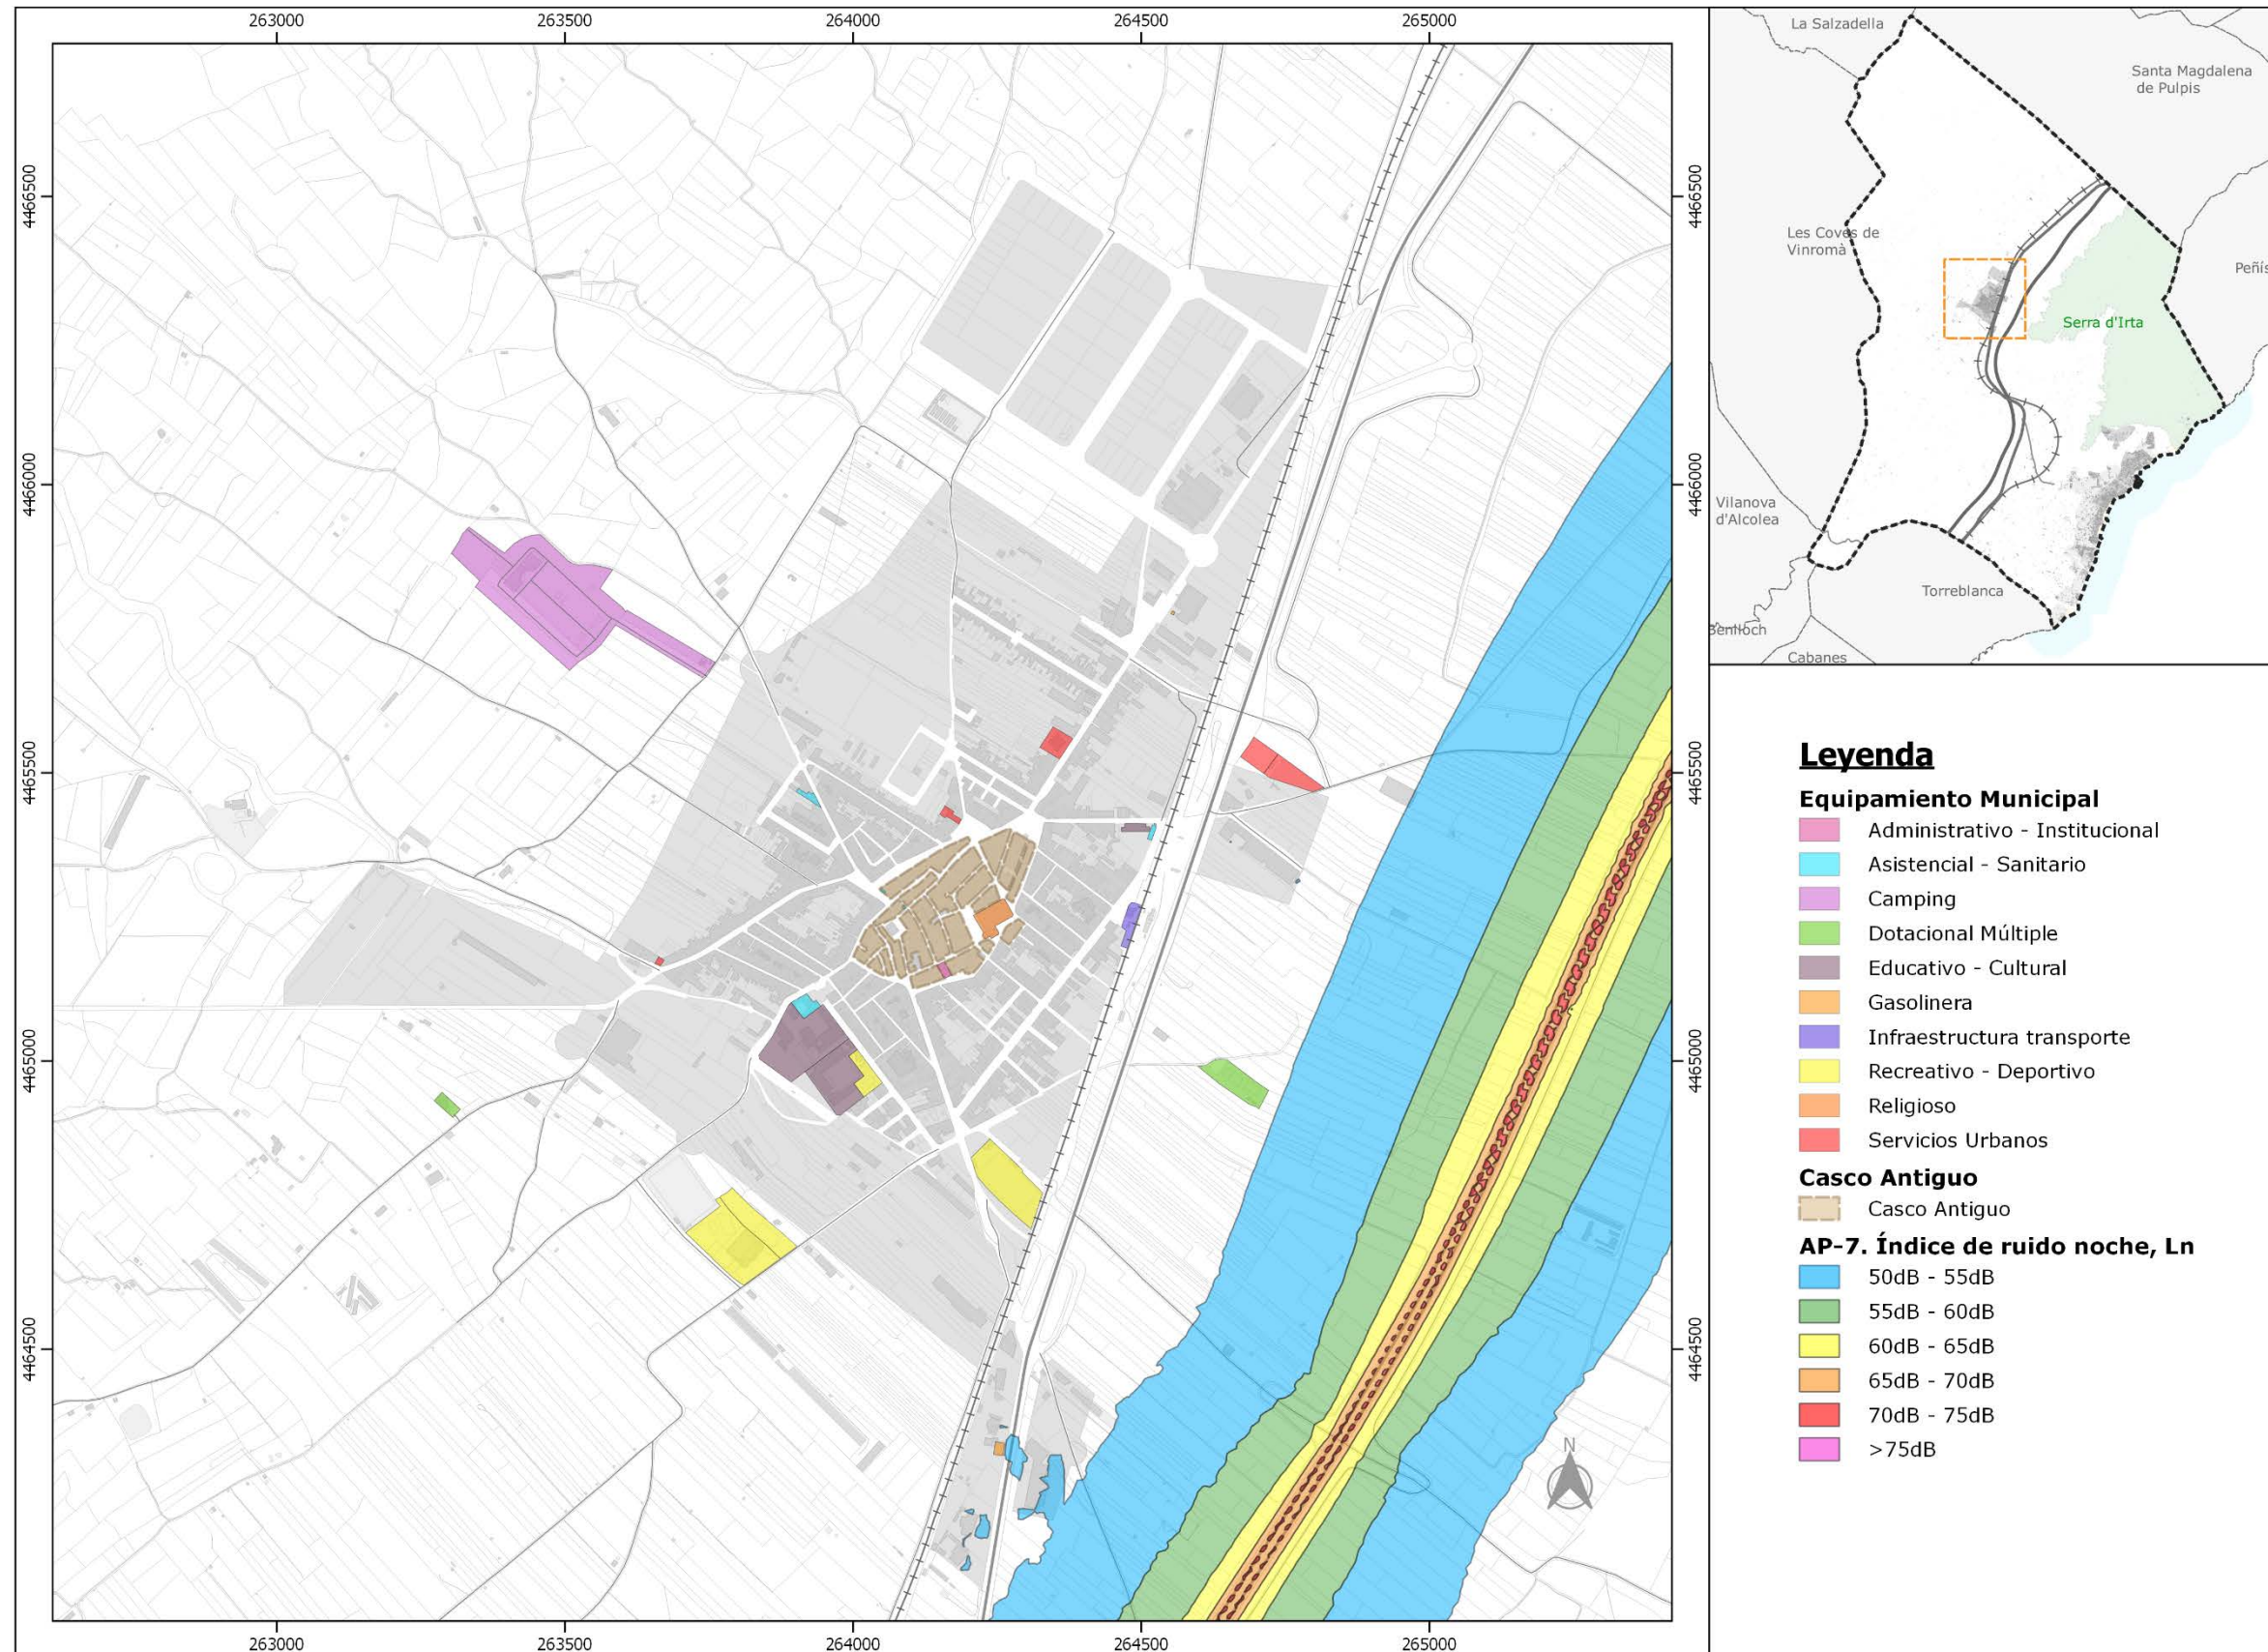 263000
263500
264000
264500
265000
4466500
4466000
4465500
4465000
4464500
4466500
4466000
4465500
4465000
4464500
263000
263500
264000
264500
265000
N
La Salzadella
Santa Magdalena
de Pulpis
Les Coves de
Vinromà
Peñís
Serra d'Irta
Vilanova
d'Alcolea
Torreblanca
Benlloch
Cabanes
Leyenda
Equipamiento Municipal
Administrativo - Institucional
Asistencial - Sanitario
Camping
Dotacional Múltiple
Educativo - Cultural
Gasolinera
Infraestructura transporte
Recreativo - Deportivo
Religioso
Servicios Urbanos
Casco Antiguo
Casco Antiguo
AP-7. Índice de ruido noche, Ln
50dB - 55dB
55dB - 60dB
60dB - 65dB
65dB - 70dB
70dB - 75dB
>75dB